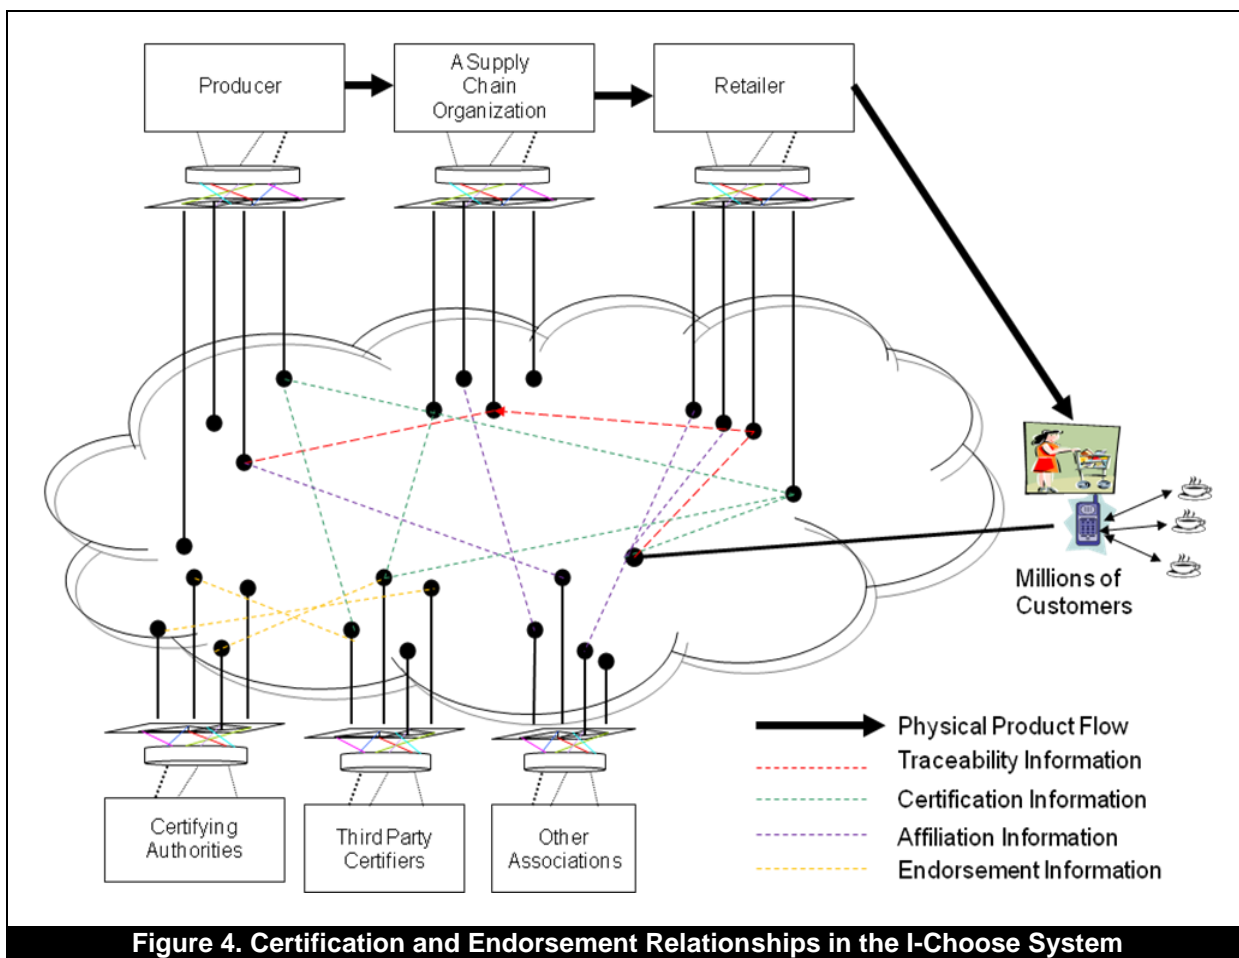 Producer
A Supply
Chain
Organization
Retailer
Millions of
Customers
Physical Product Flow
Traceability Information
Certification Information
Affiliation Information
Endorsement Information
Certifying
Authorities
Third Party
Certifiers
Other
Associations
Figure 4. Certification and Endorsement Relationships in the I-Choose System